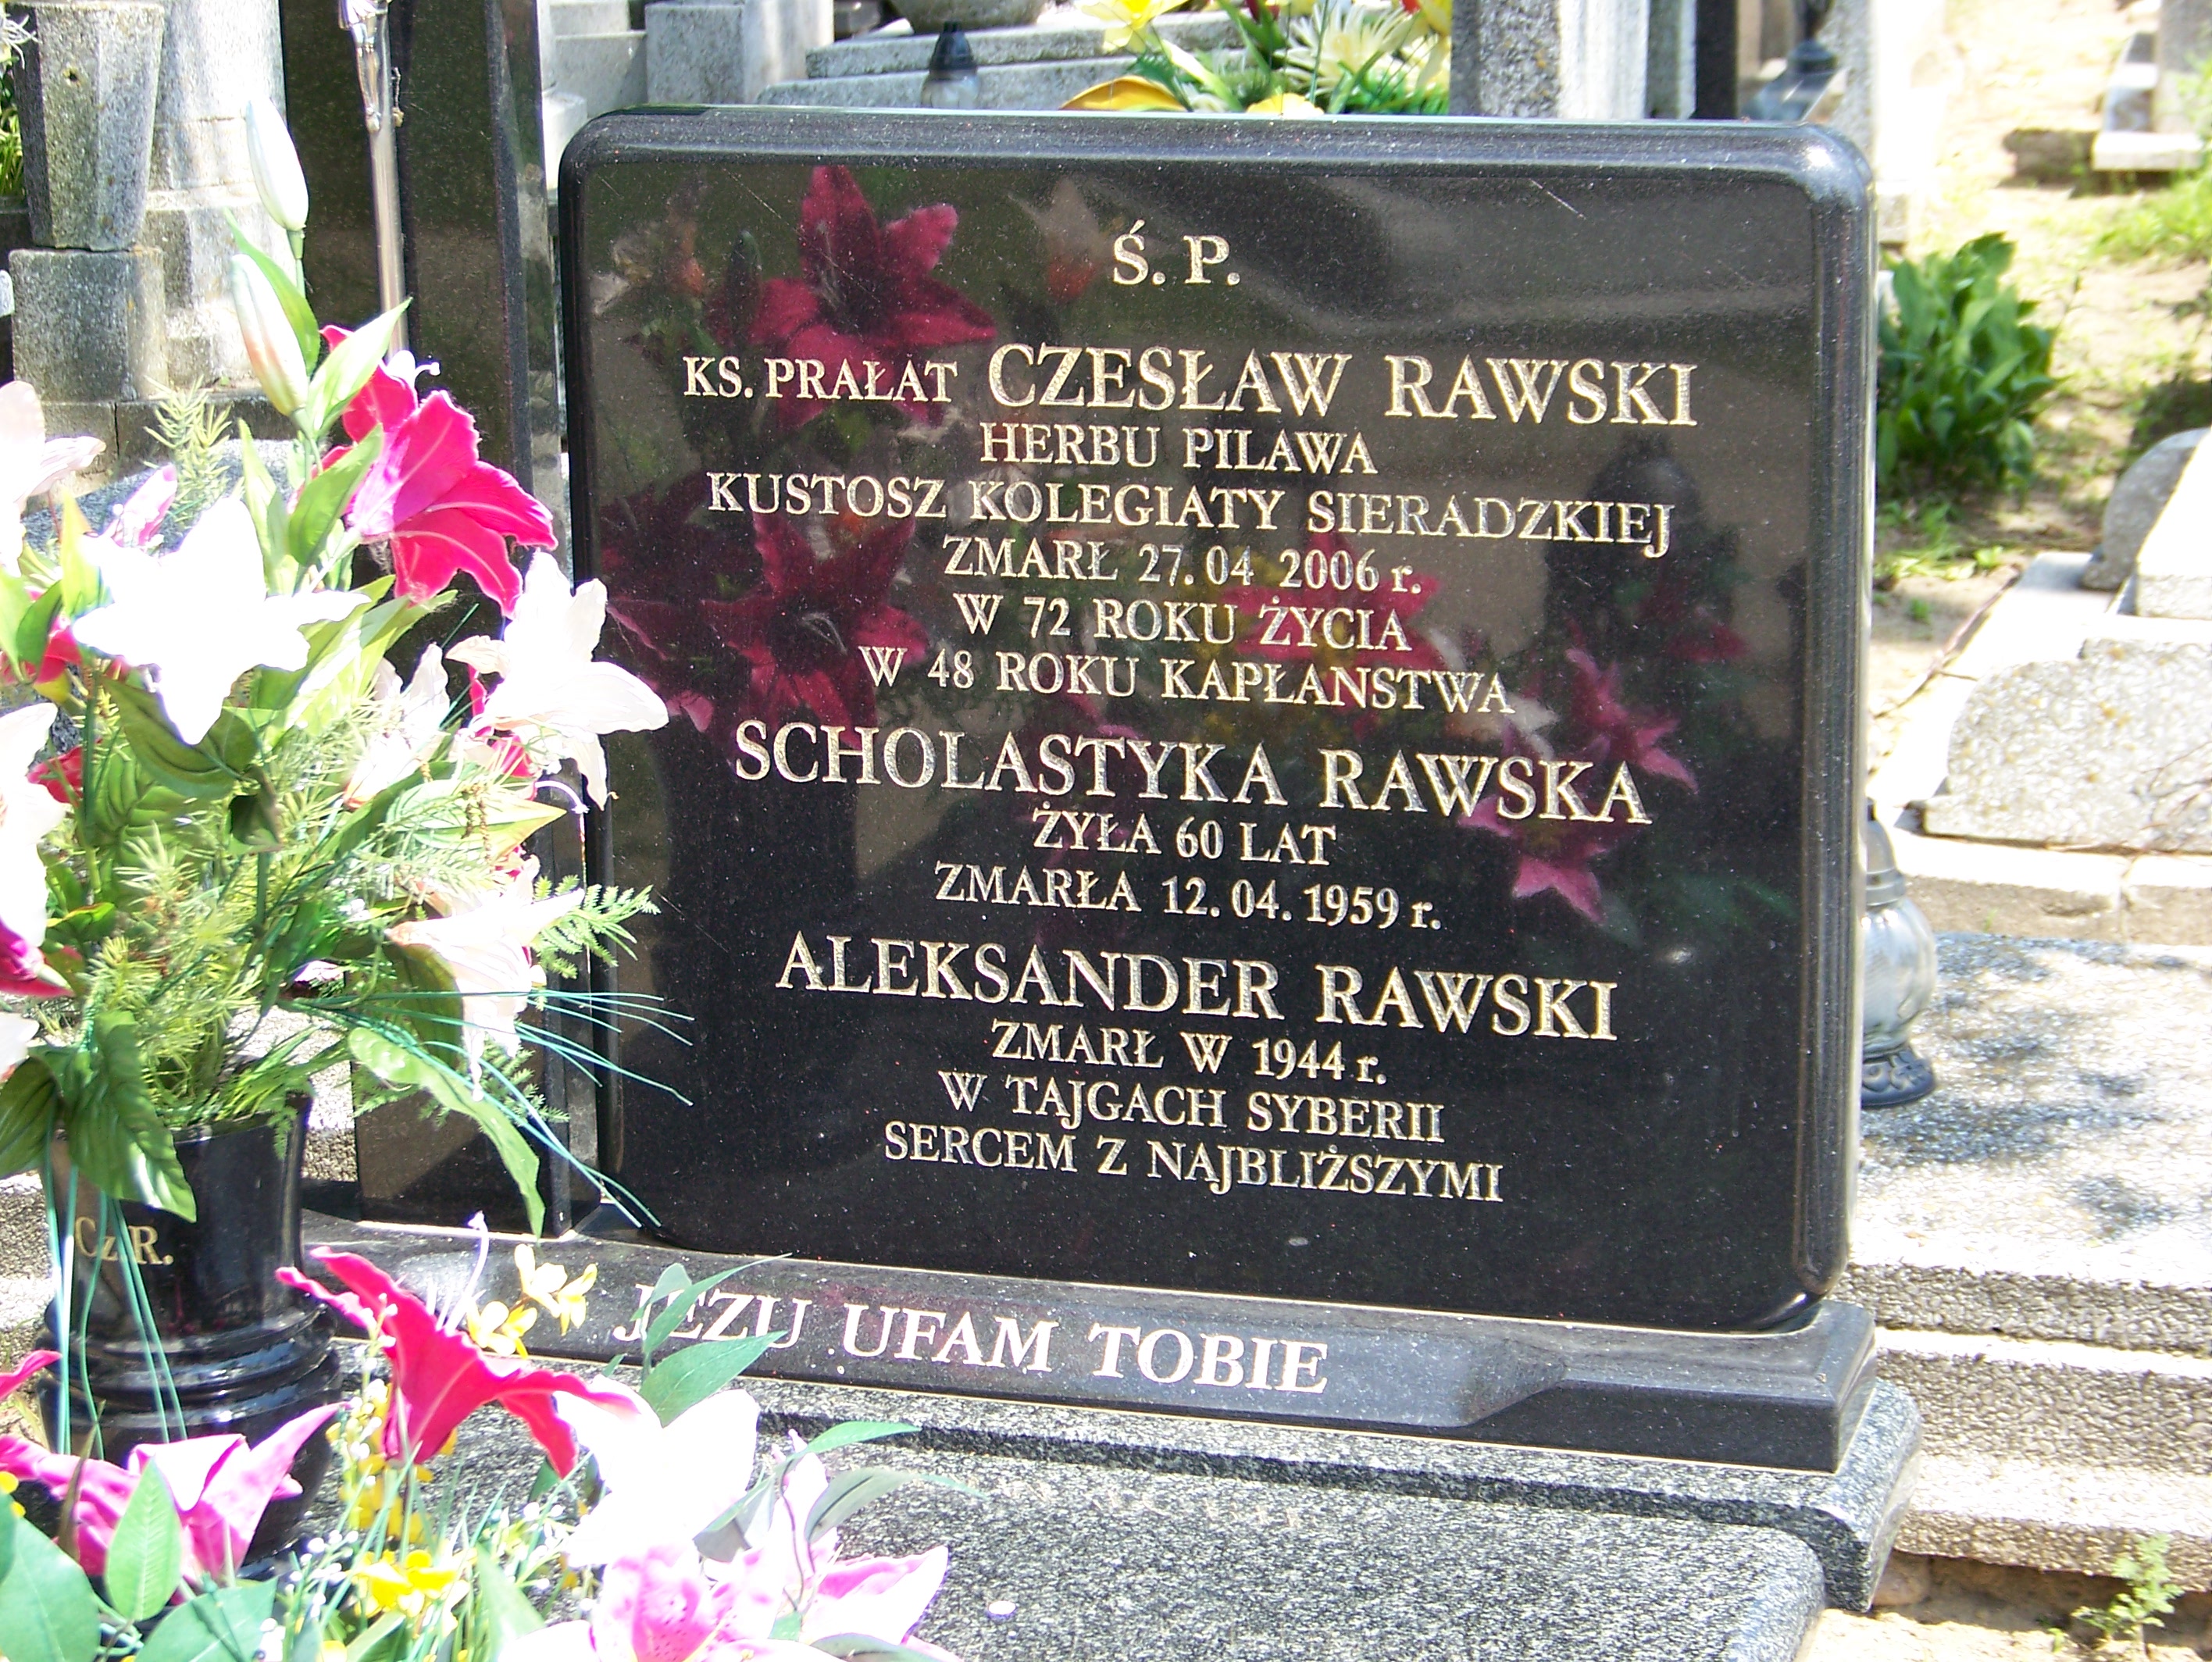 Ś. P.
KS. PRAŁAT CZESŁAW RAWSKI
HERBU PILAWA
KUSTOSZ KOLEGIATY SIERADZKIEJ
ZMARŁ 27. 04 2006 r.
W 72 ROKU ŻYCIA
W 48 ROKU KAPŁANSTWA
SCHOLASTYKA RAWSKA
ŻYŁA 60 LAT
ZMARŁA 12. 04. 1959 r.
ALEKSANDER RAWSKI
ZMARŁ W 1944 r.
W TAJGACH SYBERII
SERCEM Z NAJBLIŻSZYMI
JEZU UFAM TOBIE
Cz. R.